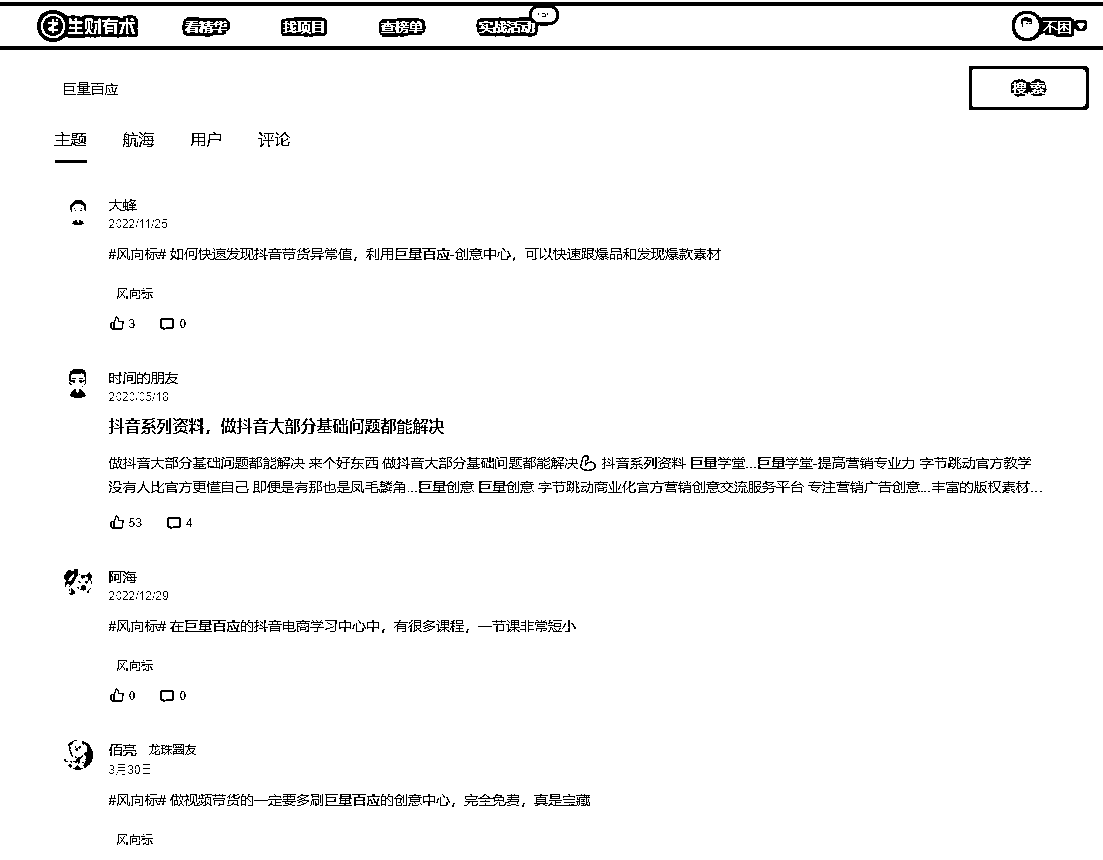 生财有术 看精华 找项目 查榜单 实战活动 不困
巨量百应 搜索
主题 航海 用户 评论
大蜂
2022/11/25
#风向标# 如何快速发现抖音带货异常值，利用巨量百应-创意中心，可以快速跟爆品和发现爆款素材
风向标
3 0
时间的朋友
2020/05/18
抖音系列资料，做抖音大部分基础问题都能解决
做抖音大部分基础问题都能解决 来个好东西 做抖音大部分基础问题都能解决💪 抖音系列资料 巨量学堂...巨量学堂-提高营销专业力 字节跳动官方教学
没有人比官方更懂自己 即便是有那也是凤毛麟角...巨量创意 巨量创意 字节跳动商业化官方营销创意交流服务平台 专注营销广告创意...丰富的版权素材...
53 4
阿海
2022/12/29
#风向标# 在巨量百应的抖音电商学习中心中，有很多课程，一节课非常短小
风向标
0 0
佰亮 龙珠圈友
3月30日
#风向标# 做视频带货的一定要多刷巨量百应的创意中心，完全免费，真是宝藏
风向标